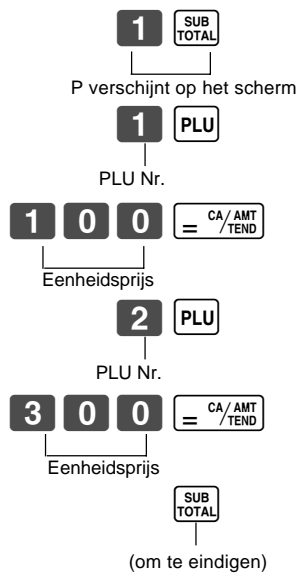 1 SUB TOTAL
P verschijnt op het scherm
1 PLU
PLU Nr.
1 0 0 = CA/AMT TEND
Eenheidsprijs
2 PLU
PLU Nr.
3 0 0 = CA/AMT TEND
Eenheidsprijs
SUB TOTAL
(om te eindigen)